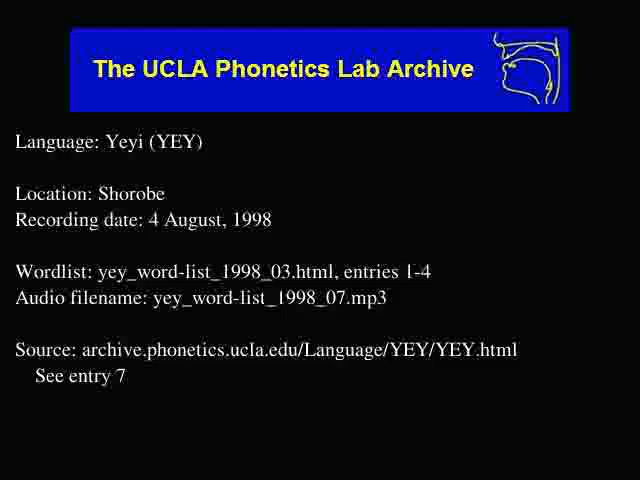 The UCLA Phonetics Lab Archive
Language: Yeyi (YEY)
Location: Shorobe
Recording date: 4 August, 1998
Wordlist: yey_word-list_1998_03.html, entries 1-4
Audio filename: yey_word-list_1998_07.mp3
Source: archive.phonetics.ucla.edu/Language/YEY/YEY.html
See entry 7